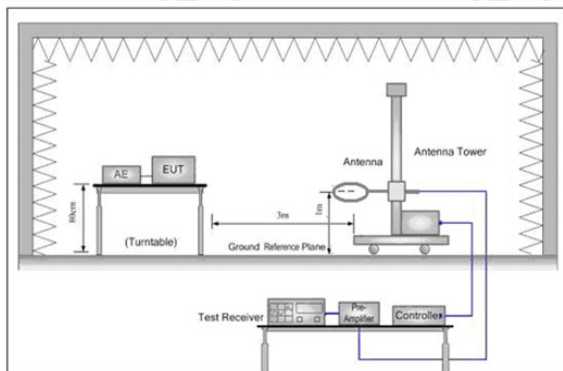 AE
EUT
80cm
(Turntable)
3m
Antenna
Antenna Tower
1m
Ground Reference Plane
Test Receiver
Pre-
Amplifier
Controller